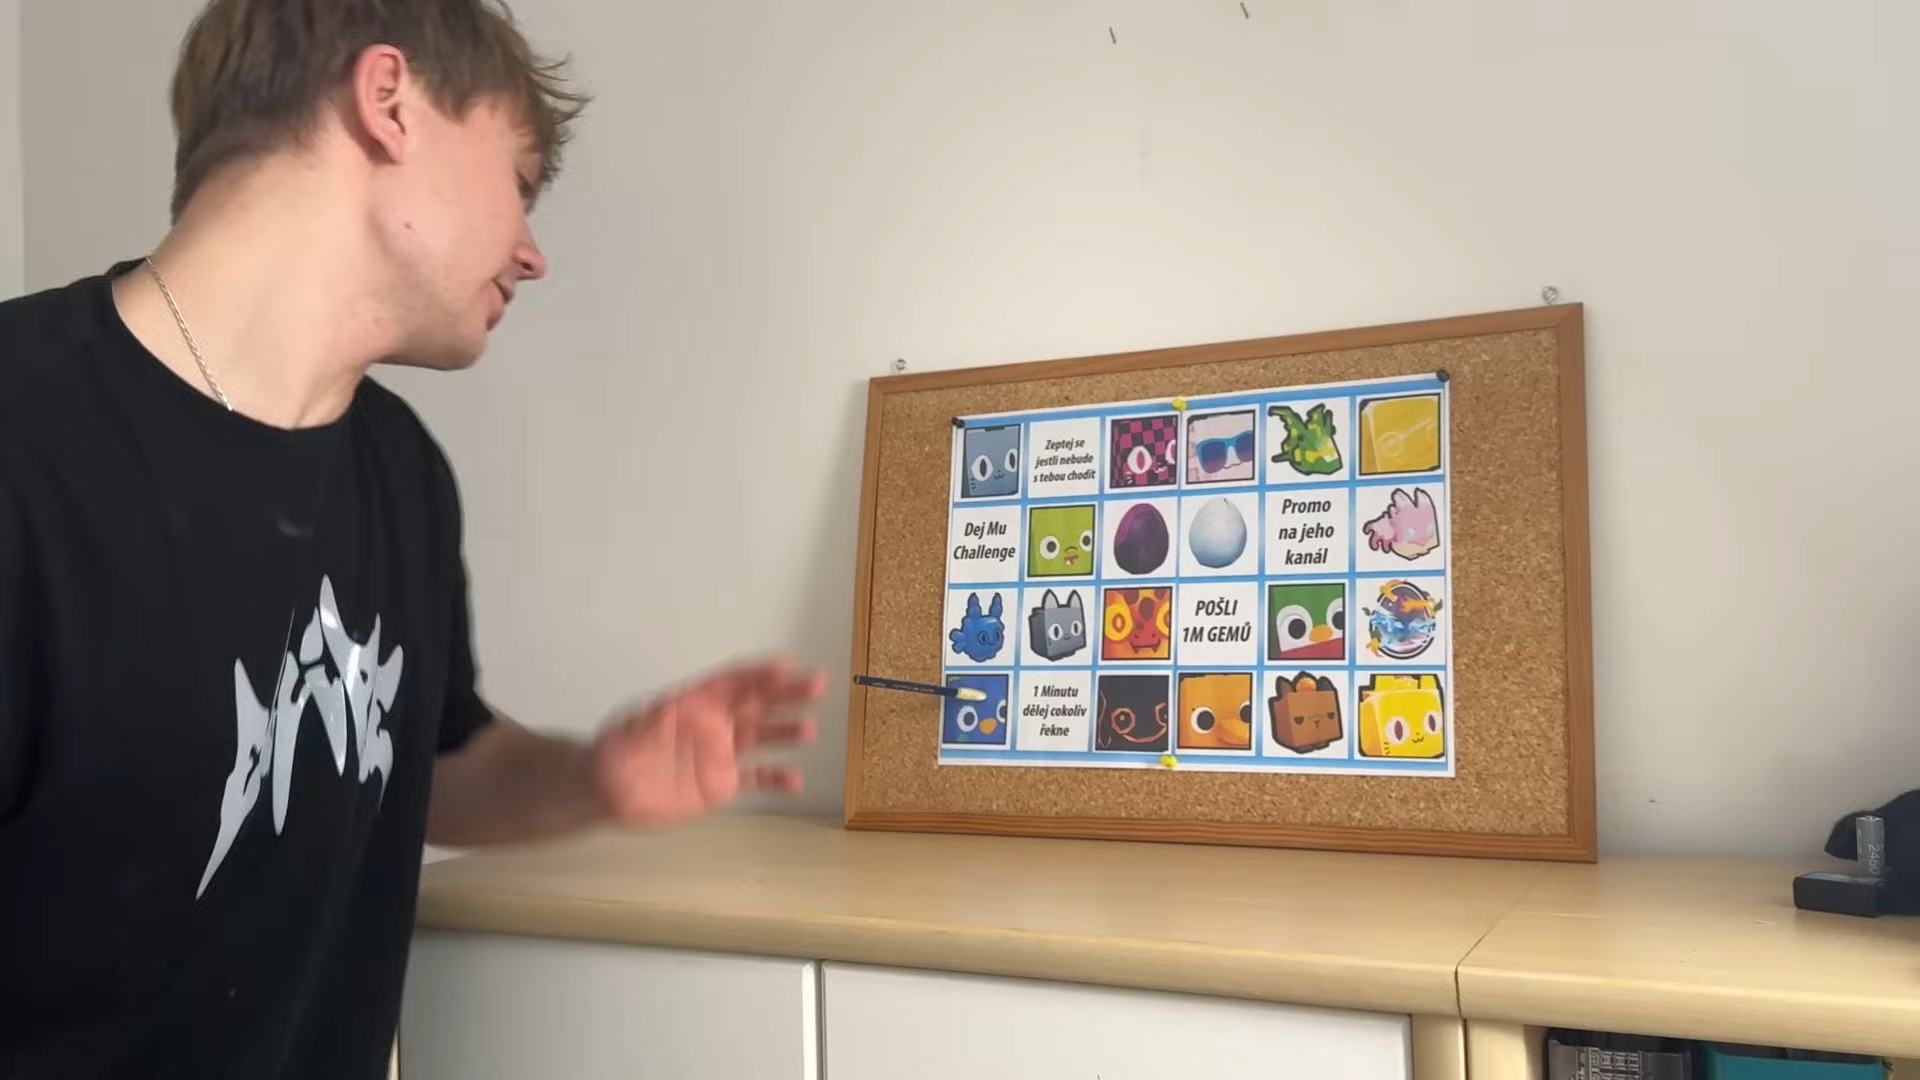 Zeptej se
jestli nebude
s tebou chodit
Dej Mu
Challenge
Promo
na jeho
kanál
POŠLI
1M GEMŮ
1 Minutu
dělej cokoliv
řekne
2450